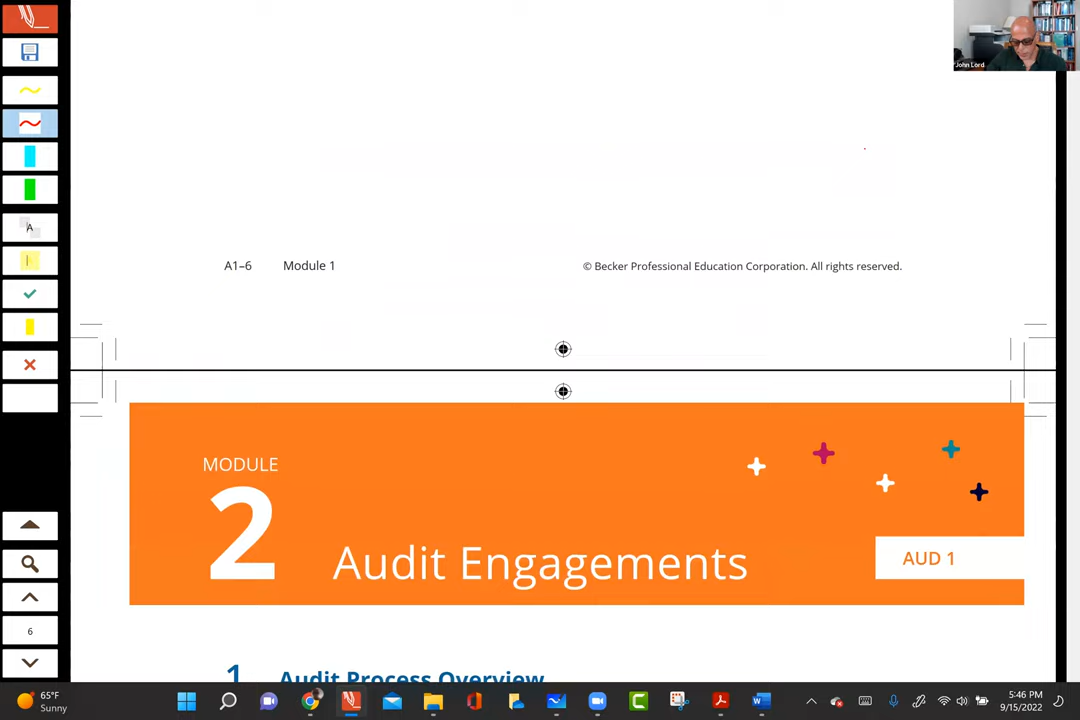 John Lord
A
A1–6 Module 1 © Becker Professional Education Corporation. All rights reserved.
MODULE
2 Audit Engagements
AUD 1
1 Audit Process Overview
6
65°F
Sunny
5:46 PM
9/15/2022